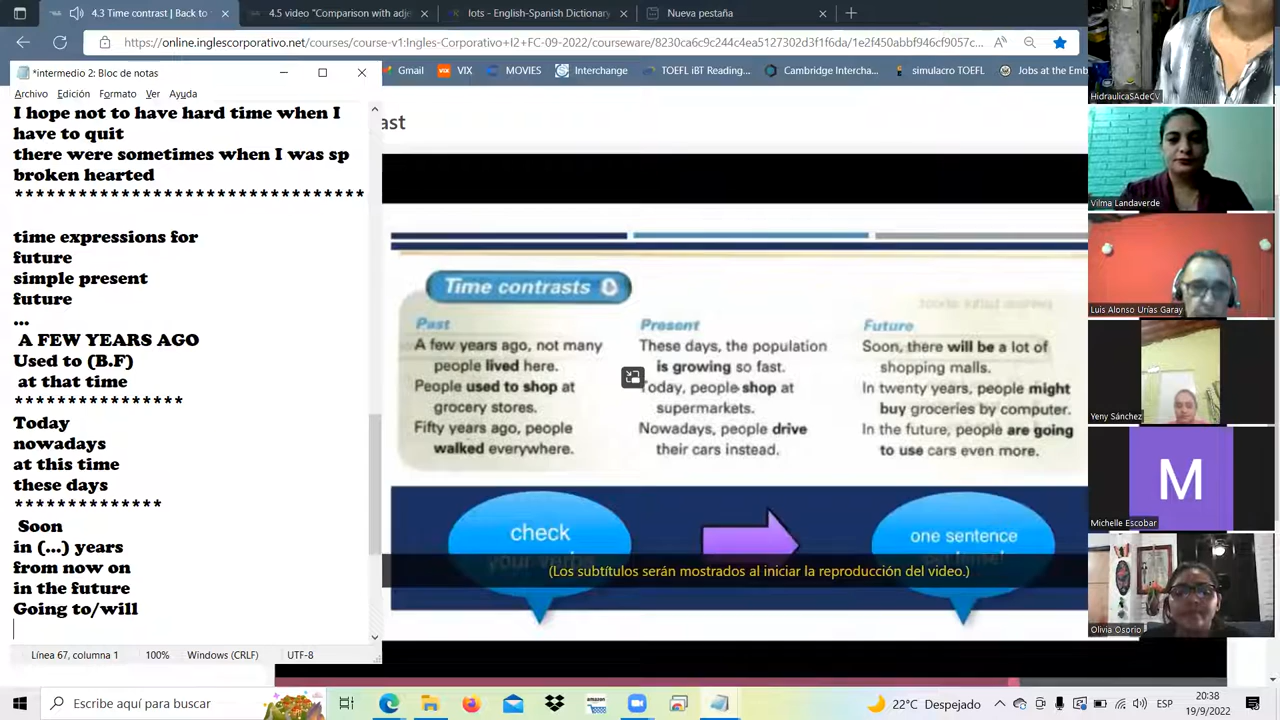 4.3 Time contrast | Back to
4.5 video "Comparison with adje
lots - English-Spanish Dictionary
Nueva pestaña
https://online.inglescorporativo.net/courses/course-v1:Ingles-Corporativo+I2+FC-09-2022/courseware/8230ca6c9c244c4ea5127302d3f1f6da/1e2f450abbf946cf9057c...
Gmail
VIX
MOVIES
Interchange
TOEFL iBT Reading...
Cambridge Intercha...
simulacro TOEFL
Jobs at the Emb
*intermedio 2: Bloc de notas
Archivo Edición Formato Ver Ayuda
I hope not to have hard time when I
have to quit
there were sometimes when I was sp
broken hearted
*********************************
time expressions for
future
simple present
future
...
A FEW YEARS AGO
Used to (B.F)
at that time
****************
Today
nowadays
at this time
these days
**************
Soon
in (...) years
from now on
in the future
Going to/will
Línea 67, columna 1
100%
Windows (CRLF)
UTF-8
ast
Time contrasts
Past
A few years ago, not many
people lived here.
People used to shop at
grocery stores.
Fifty years ago, people
walked everywhere.
Present
These days, the population
is growing so fast.
Today, people shop at
supermarkets.
Nowadays, people drive
their cars instead.
Future
Soon, there will be a lot of
shopping malls.
In twenty years, people might
buy groceries by computer.
In the future, people are going
to use cars even more.
check
your
one sentence
(Los subtítulos serán mostrados al iniciar la reproducción del video.)
HidraulicaSAdeCV
Vilma Landaverde
Luis Alonso Urías Garay
Yeny Sánchez
M
Michelle Escobar
Olivia Osorio
Escribe aquí para buscar
22°C Despejado
ESP
20:38
19/9/2022